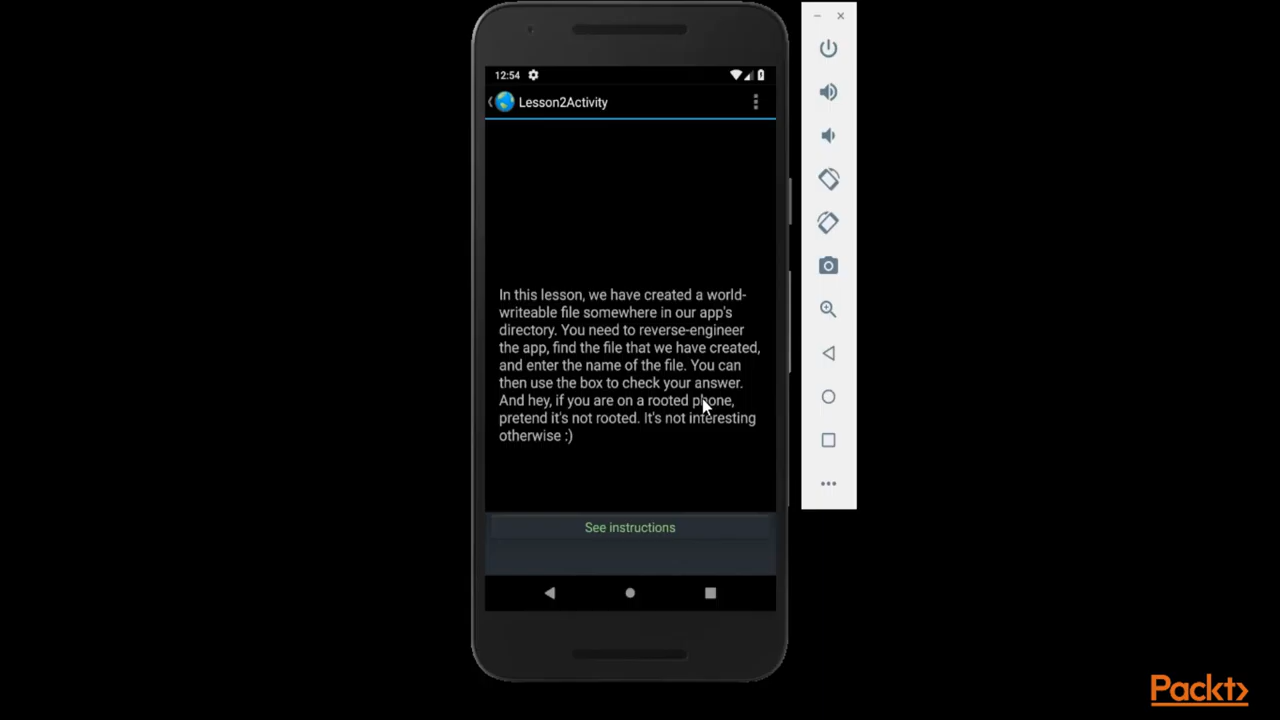 12:54
Lesson2Activity
In this lesson, we have created a world-
writeable file somewhere in our app's
directory. You need to reverse-engineer
the app, find the file that we have created,
and enter the name of the file. You can
then use the box to check your answer.
And hey, if you are on a rooted phone,
pretend it's not rooted. It's not interesting
otherwise :)
See instructions
Packt>